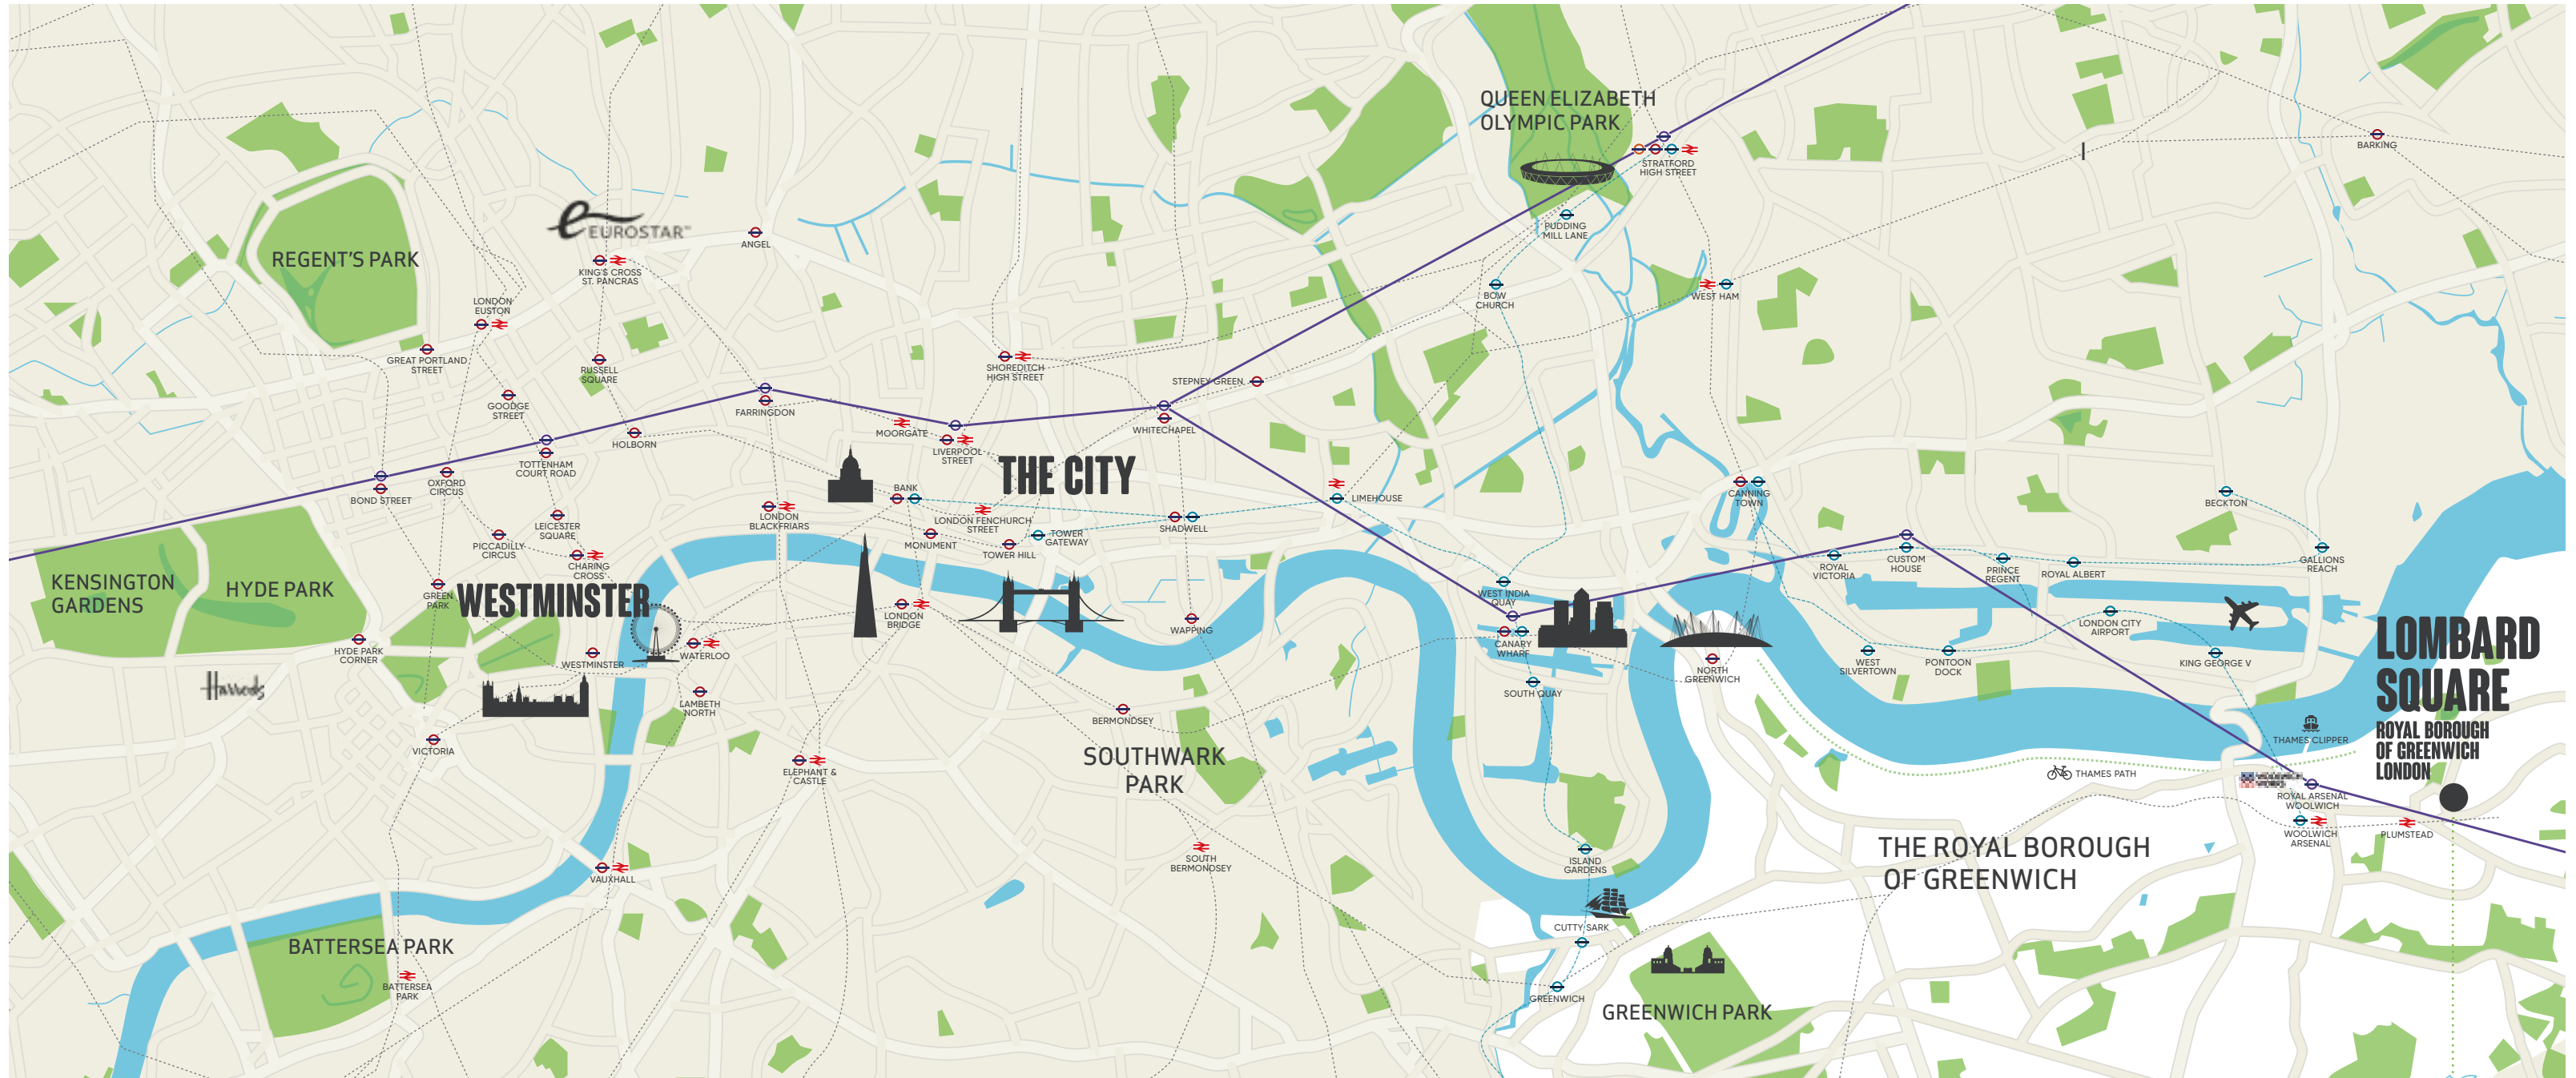 QUEEN ELIZABETH
OLYMPIC PARK
STRATFORD
HIGH STREET
BARKING
PUDDING
MILL LANE
EUROSTAR
ANGEL
KING'S CROSS
ST. PANCRAS
REGENT'S PARK
LONDON
EUSTON
BOW
CHURCH
WEST HAM
GREAT PORTLAND
STREET
RUSSELL
SQUARE
SHOREDITCH
HIGH STREET
STEPNEY GREEN
GOODGE
STREET
FARRINGDON
MOORGATE
WHITECHAPEL
HOLBORN
LIVERPOOL
STREET
TOTTENHAM
COURT ROAD
THE CITY
OXFORD
CIRCUS
BOND STREET
BANK
LIMEHOUSE
CANNING
TOWN
BECKTON
LONDON
BLACKFRIARS
LONDON FENCHURCH
STREET
SHADWELL
LEICESTER
SQUARE
PICCADILLY
CIRCUS
MONUMENT
TOWER HILL
TOWER
GATEWAY
CHARING
CROSS
ROYAL
VICTORIA
CUSTOM
HOUSE
PRINCE
REGENT
ROYAL ALBERT
GALLIONS
REACH
KENSINGTON
GARDENS
HYDE PARK
GREEN
PARK
WESTMINSTER
WEST INDIA
QUAY
LONDON
BRIDGE
WAPPING
LONDON CITY
AIRPORT
LOMBARD
SQUARE
ROYAL BOROUGH
OF GREENWICH
LONDON
HYDE PARK
CORNER
WESTMINSTER
WATERLOO
CANARY
WHARF
NORTH
GREENWICH
WEST
SILVERTOWN
PONTOON
DOCK
KING GEORGE V
Harrods
LAMBETH
NORTH
SOUTH QUAY
BERMONDSEY
VICTORIA
THAMES CLIPPER
ELEPHANT &
CASTLE
SOUTHWARK
PARK
THAMES PATH
ROYAL ARSENAL
WOOLWICH
WOOLWICH
ARSENAL
PLUMSTEAD
THE ROYAL BOROUGH
OF GREENWICH
SOUTH
BERMONDSEY
ISLAND
GARDENS
VAUXHALL
CUTTY SARK
BATTERSEA PARK
BATTERSEA
PARK
GREENWICH
GREENWICH PARK